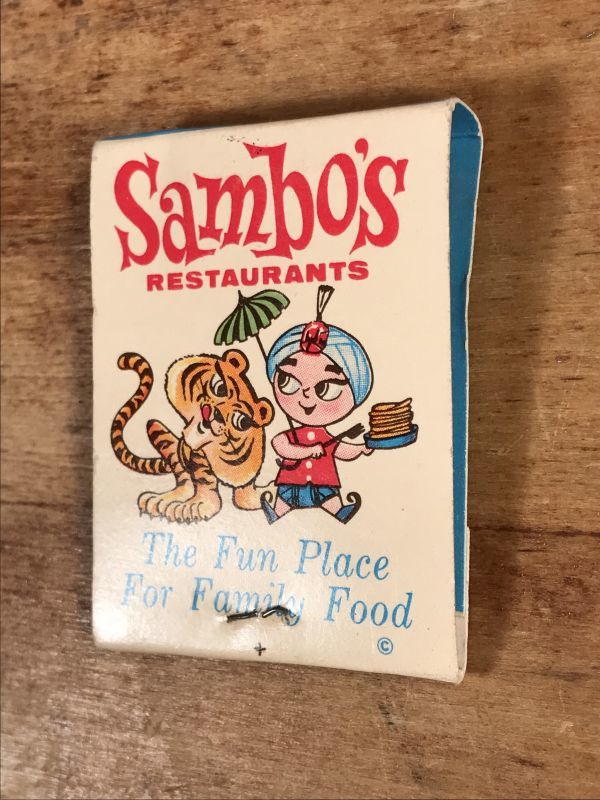 Sambo's
RESTAURANTS
The Fun Place
For Family Food
©